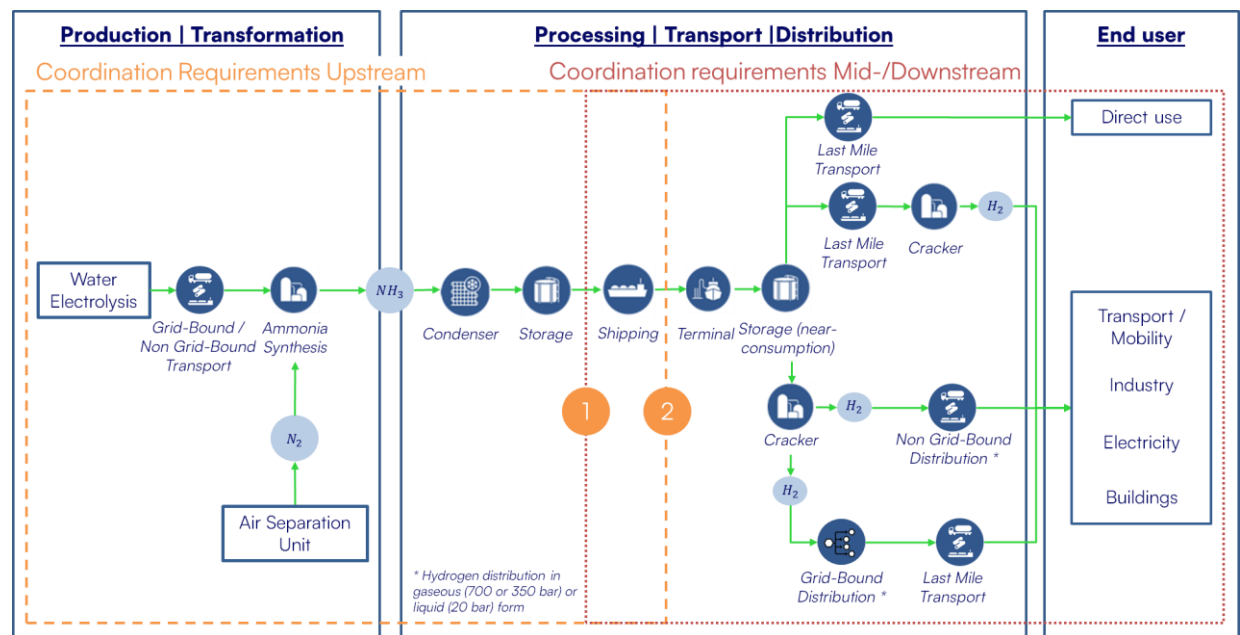 Production | Transformation
Processing | Transport |Distribution
End user
Coordination Requirements Upstream
Coordination requirements Mid-/Downstream
Direct use
Last Mile
Transport
Last Mile
Transport
Cracker
H₂
Water
Electrolysis
Grid-Bound /
Non Grid-Bound
Transport
Ammonia
Synthesis
NH₃
Condenser
Storage
Shipping
Terminal
Storage (near-
consumption)
Transport /
Mobility
Industry
Electricity
Buildings
1
2
Cracker
H₂
Non Grid-Bound
Distribution *
N₂
H₂
Air Separation
Unit
Grid-Bound
Distribution *
Last Mile
Transport
* Hydrogen distribution in
gaseous (700 or 350 bar) or
liquid (20 bar) form